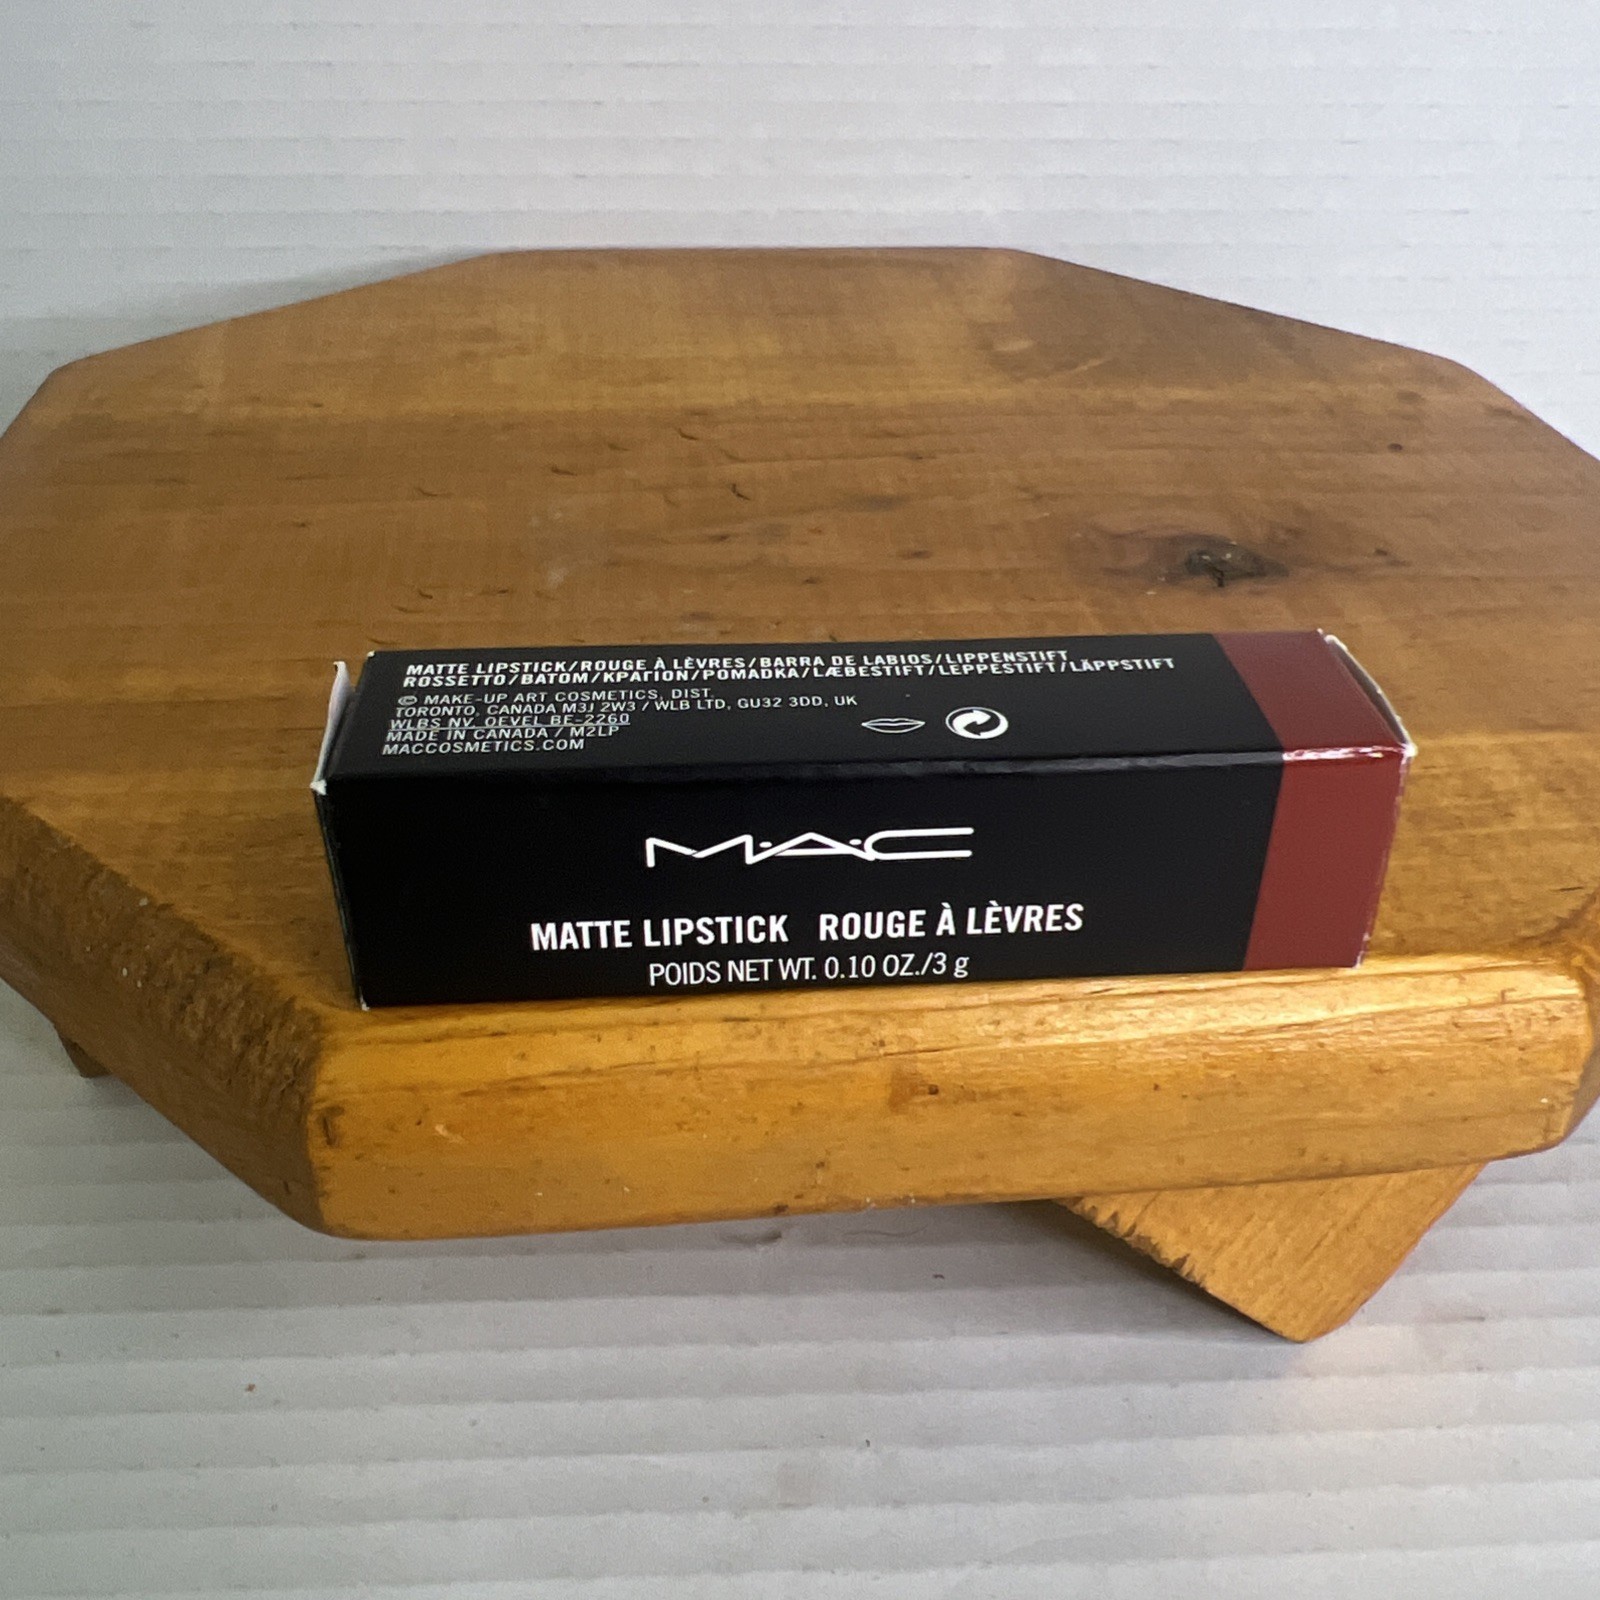 MATTE LIPSTICK/ROUGE À LÈVRES/BARRA DE LABIOS/LIPPENSTIFT
ROSSETTO/BATOM/ΚΡΑΓΙΟΝ/POMADKA/LÆBESTIFT/LEPPESTIFT/LÄPPSTIFT
© MAKE-UP ART COSMETICS, DIST.
TORONTO, CANADA M3J 2W3 / WLB LTD, GU32 3DD, UK
WLBS NV. OEVEL BE-2260
MADE IN CANADA / M2LP
MACCOSMETICS.COM
M·A·C
MATTE LIPSTICK ROUGE À LÈVRES
POIDS NET WT. 0.10 OZ./3 g